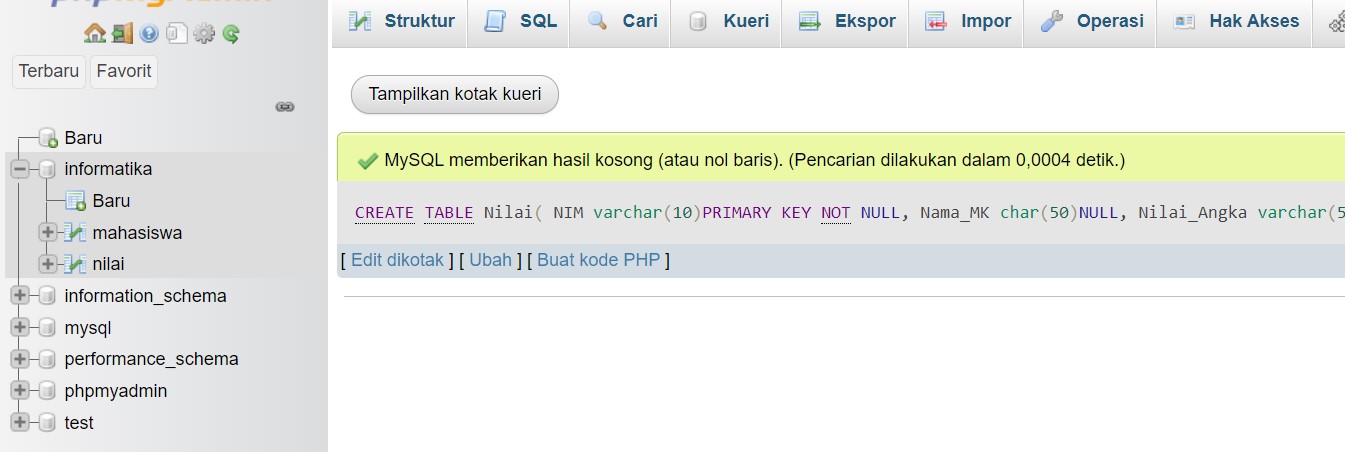 Struktur SQL Cari Kueri Ekspor Impor Operasi Hak Akses
Terbaru Favorit
Tampilkan kotak kueri
Baru
informatika
Baru
mahasiswa
nilai
information_schema
mysql
performance_schema
phpmyadmin
test
MySQL memberikan hasil kosong (atau nol baris). (Pencarian dilakukan dalam 0,0004 detik.)
CREATE TABLE Nilai( NIM varchar(10)PRIMARY KEY NOT NULL, Nama_MK char(50)NULL, Nilai_Angka varchar(5
[ Edit dikotak ] [ Ubah ] [ Buat kode PHP ]